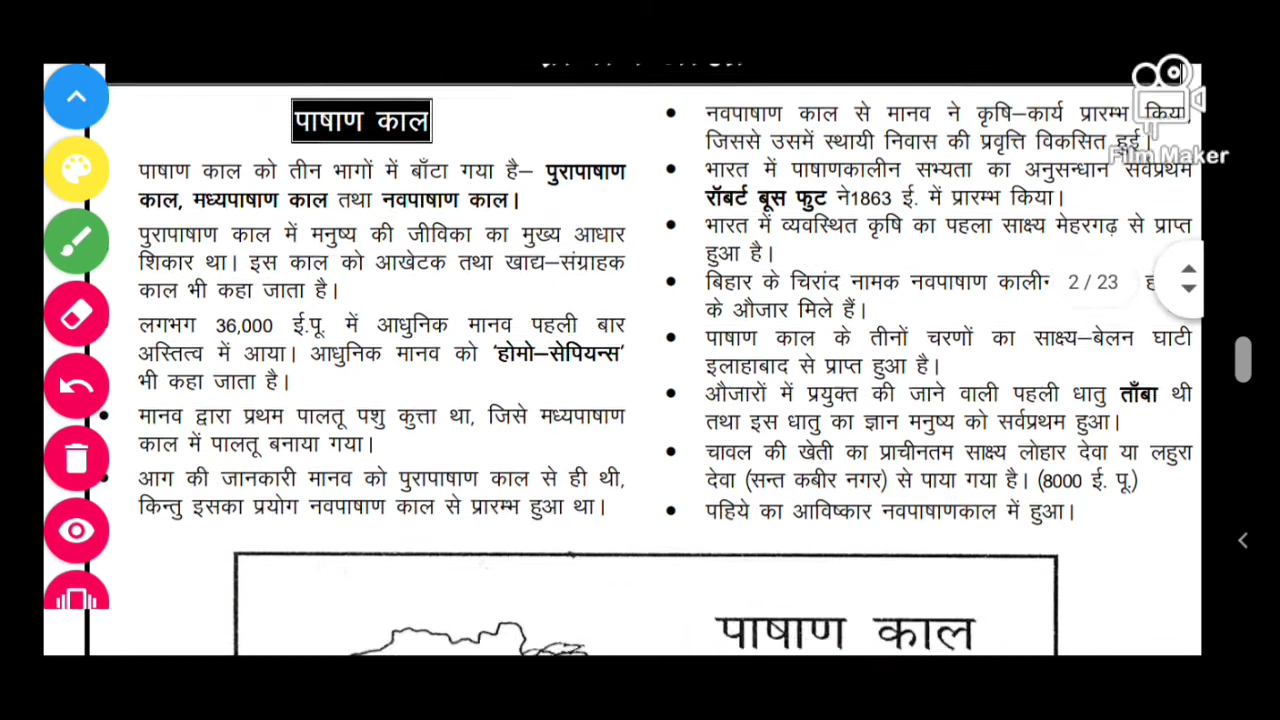 पाषाण काल
पाषाण काल को तीन भागों में बाँटा गया है– पुरापाषाण
काल, मध्यपाषाण काल तथा नवपाषाण काल।
पुरापाषाण काल में मनुष्य की जीविका का मुख्य आधार
शिकार था। इस काल को आखेटक तथा खाद्य–संग्राहक
काल भी कहा जाता है।
लगभग 36,000 ई.पू. में आधुनिक मानव पहली बार
अस्तित्व में आया। आधुनिक मानव को ‘होमो–सेपियन्स’
भी कहा जाता है।
• मानव द्वारा प्रथम पालतू पशु कुत्ता था, जिसे मध्यपाषाण
काल में पालतू बनाया गया।
• आग की जानकारी मानव को पुरापाषाण काल से ही थी,
किन्तु इसका प्रयोग नवपाषाण काल से प्रारम्भ हुआ था।
• नवपाषाण काल से मानव ने कृषि–कार्य प्रारम्भ किया,
जिससे उसमें स्थायी निवास की प्रवृत्ति विकसित हुई।
• भारत में पाषाणकालीन सभ्यता का अनुसन्धान सर्वप्रथम
रॉबर्ट बूस फुट ने1863 ई. में प्रारम्भ किया।
• भारत में व्यवस्थित कृषि का पहला साक्ष्य मेहरगढ़ से प्राप्त
हुआ है।
• बिहार के चिरांद नामक नवपाषाण कालीन
के औजार मिले हैं।
• पाषाण काल के तीनों चरणों का साक्ष्य–बेलन घाटी
इलाहाबाद से प्राप्त हुआ है।
• औजारों में प्रयुक्त की जाने वाली पहली धातु ताँबा थी
तथा इस धातु का ज्ञान मनुष्य को सर्वप्रथम हुआ।
• चावल की खेती का प्राचीनतम साक्ष्य लोहार देवा या लहुरा
देवा (सन्त कबीर नगर) से पाया गया है। (8000 ई. पू.)
• पहिये का आविष्कार नवपाषाणकाल में हुआ।
पाषाण काल
2 / 23
Film Maker